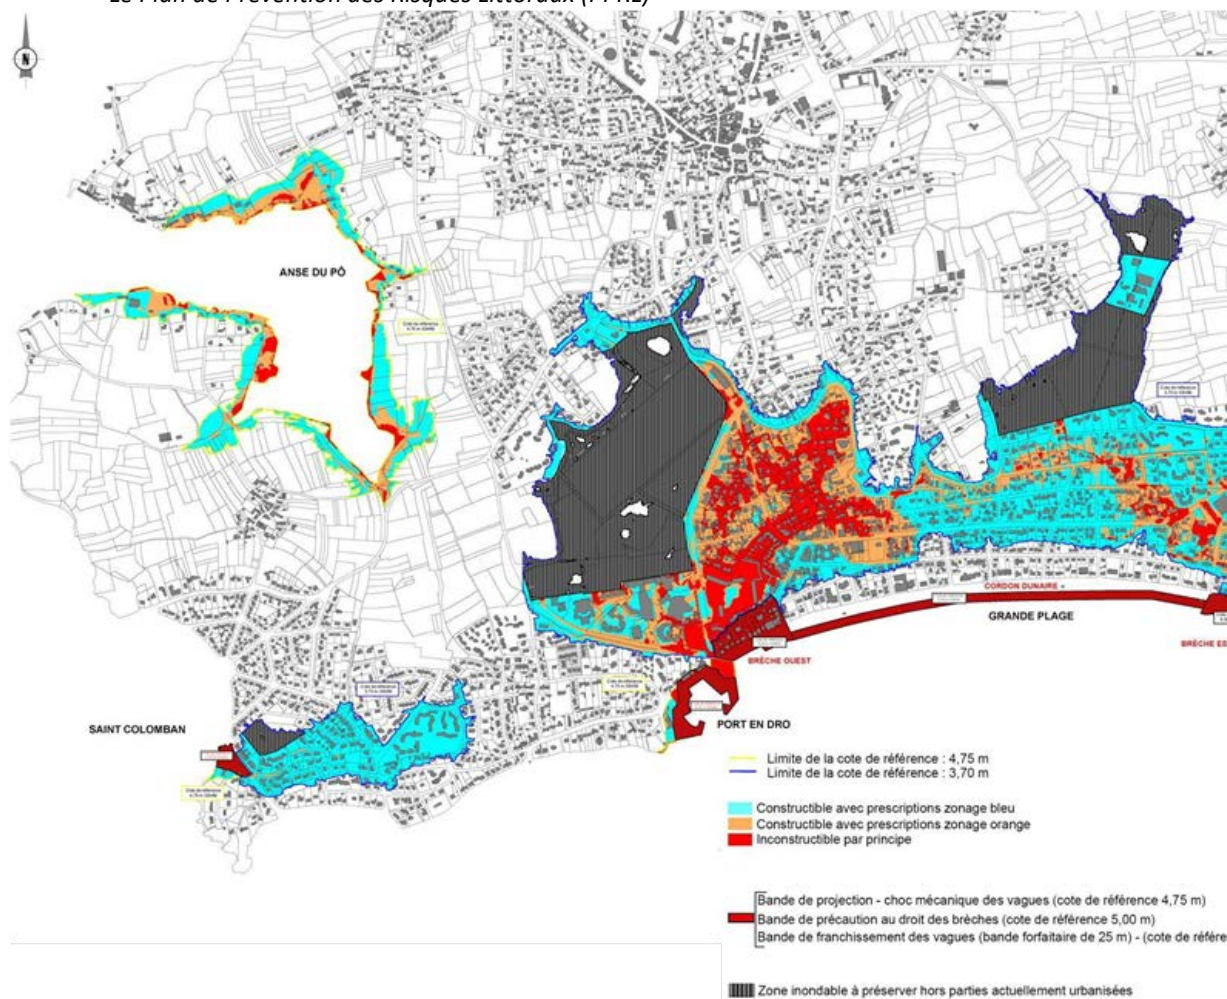 Le Plan de Prévention des Risques Littoraux (PPRL)
N
ANSE DU PÔ
CORDON DUNAIRE
GRANDE PLAGE
BRÈCHE ES
BRÈCHE OUEST
SAINT COLOMBAN
PORT EN DRO
Limite de la cote de référence : 4,75 m
Limite de la cote de référence : 3,70 m
Constructible avec prescriptions zonage bleu
Constructible avec prescriptions zonage orange
Inconstructible par principe
Bande de projection - choc mécanique des vagues (cote de référence 4,75 m)
Bande de précaution au droit des brèches (cote de référence 5,00 m)
Bande de franchissement des vagues (bande forfaitaire de 25 m) - (cote de référe
Zone inondable à préserver hors parties actuellement urbanisées